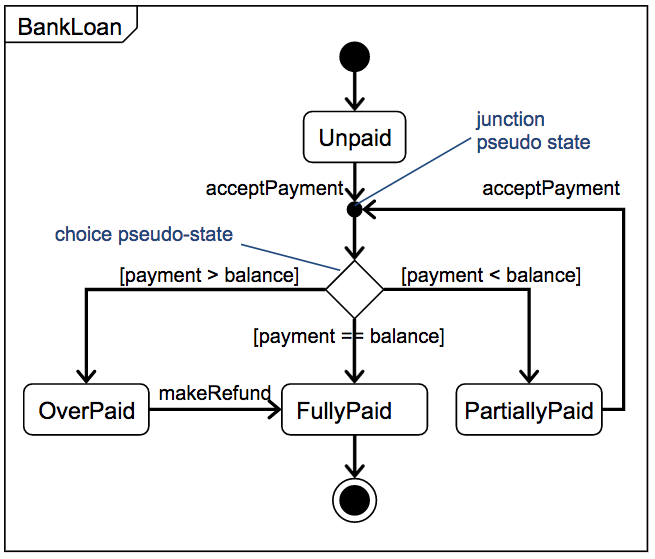 BankLoan
Unpaid
junction
pseudo state
acceptPayment
acceptPayment
choice pseudo-state
[payment > balance]
[payment < balance]
[payment == balance]
OverPaid
makeRefund
FullyPaid
PartiallyPaid